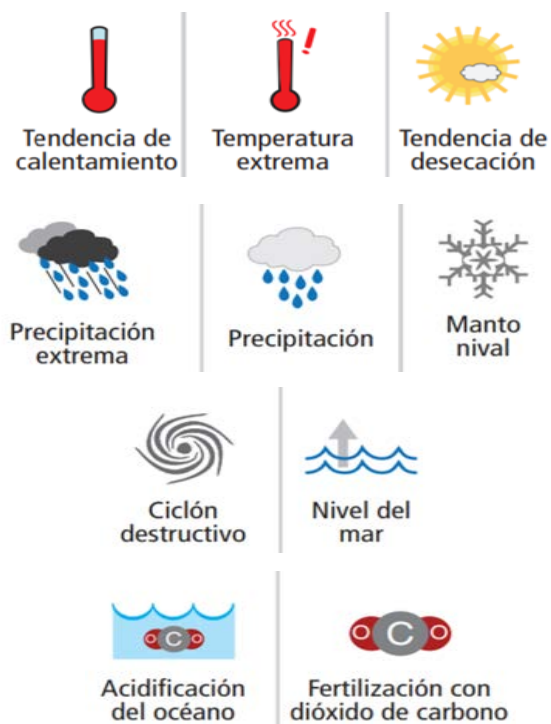 Tendencia de
calentamiento
Temperatura
extrema
Tendencia de
desecación
Precipitación
extrema
Precipitación
Manto
nival
Ciclón
destructivo
Nivel del
mar
O C O
Acidificación
del océano
O C O
Fertilización con
dióxido de carbono